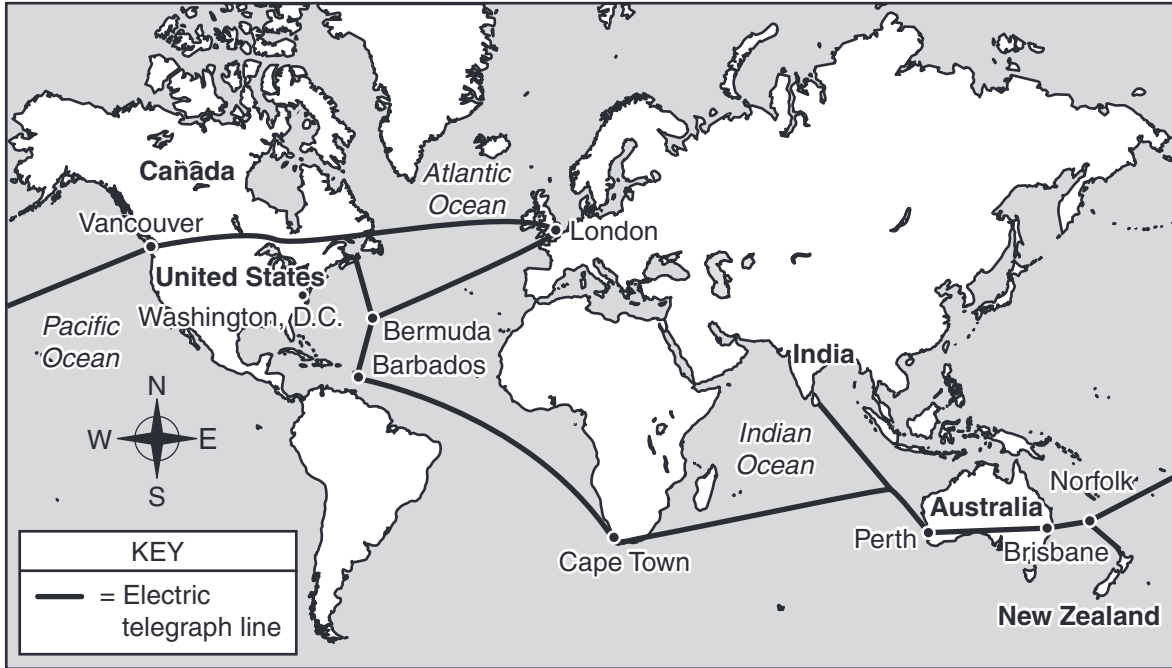 Canada
Atlantic
Ocean
Vancouver
London
United States
Washington, D.C.
Bermuda
Pacific
Ocean
Barbados
India
N
W
E
S
Indian
Ocean
Norfolk
Australia
Perth
Brisbane
Cape Town
New Zealand
KEY
= Electric
telegraph line